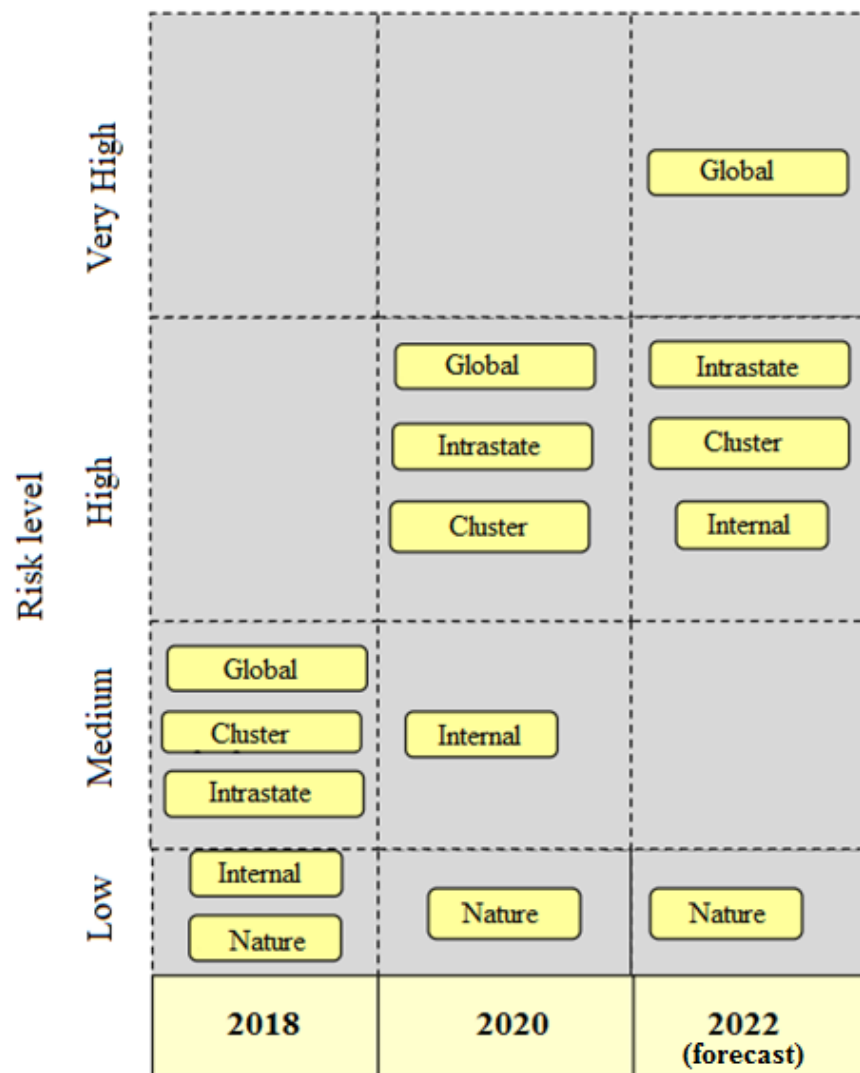 Risk level
Very High
Global
High
Global
Intrastate
Intrastate
Cluster
Cluster
Internal
Medium
Global
Cluster
Internal
Intrastate
Low
Internal
Nature
Nature
Nature
2018
2020
2022
(forecast)